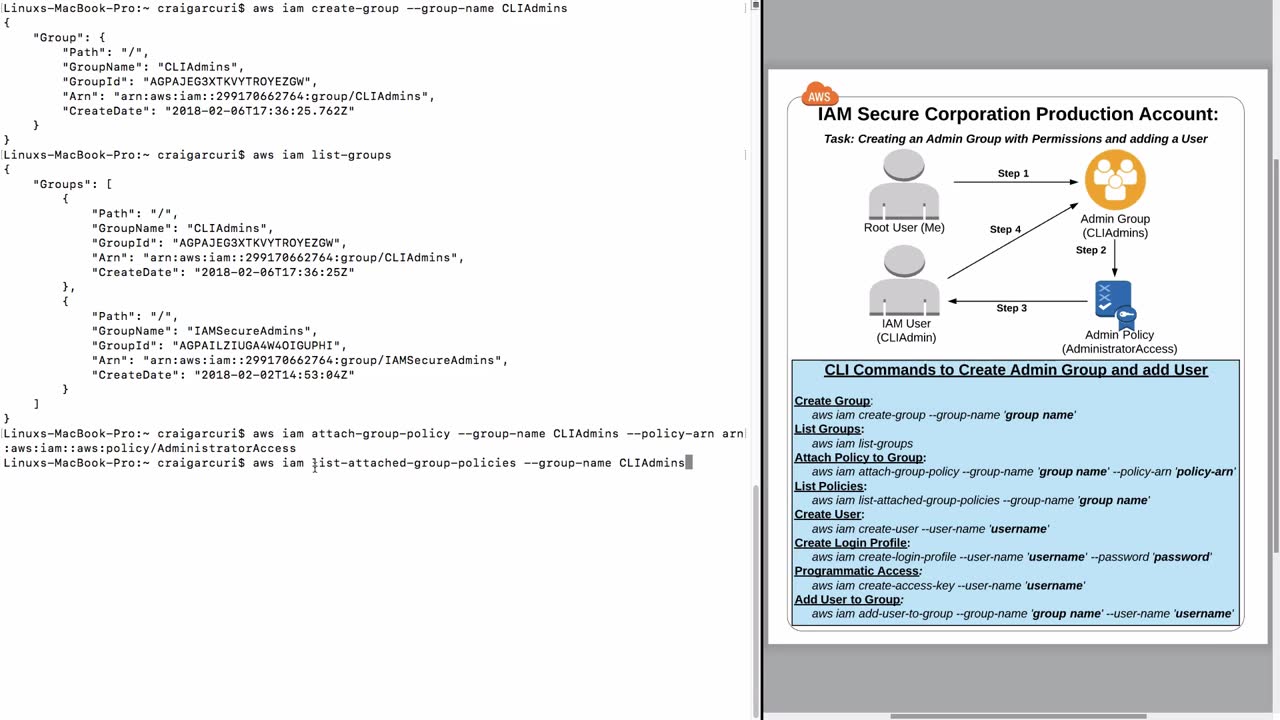 Linuxs-MacBook-Pro:~ craigarcuri$ aws iam create-group --group-name CLIAdmins
{
    "Group": {
        "Path": "/",
        "GroupName": "CLIAdmins",
        "GroupId": "AGPAJEG3XTKVYTROYEZGW",
        "Arn": "arn:aws:iam::299170662764:group/CLIAdmins",
        "CreateDate": "2018-02-06T17:36:25.762Z"
    }
}
Linuxs-MacBook-Pro:~ craigarcuri$ aws iam list-groups
{
    "Groups": [
        {
            "Path": "/",
            "GroupName": "CLIAdmins",
            "GroupId": "AGPAJEG3XTKVYTROYEZGW",
            "Arn": "arn:aws:iam::299170662764:group/CLIAdmins",
            "CreateDate": "2018-02-06T17:36:25Z"
        },
        {
            "Path": "/",
            "GroupName": "IAMSecureAdmins",
            "GroupId": "AGPAILZIUGA4W4OIGUPHI",
            "Arn": "arn:aws:iam::299170662764:group/IAMSecureAdmins",
            "CreateDate": "2018-02-02T14:53:04Z"
        }
    ]
}
Linuxs-MacBook-Pro:~ craigarcuri$ aws iam attach-group-policy --group-name CLIAdmins --policy-arn arn
:aws:iam::aws:policy/AdministratorAccess
Linuxs-MacBook-Pro:~ craigarcuri$ aws iam list-attached-group-policies --group-name CLIAdmins
AWS
IAM Secure Corporation Production Account:
Task: Creating an Admin Group with Permissions and adding a User
Step 1
Root User (Me)
Admin Group
(CLIAdmins)
Step 4
Step 2
Step 3
IAM User
(CLIAdmin)
Admin Policy
(AdministratorAccess)
CLI Commands to Create Admin Group and add User
Create Group:
aws iam create-group --group-name 'group name'
List Groups:
aws iam list-groups
Attach Policy to Group:
aws iam attach-group-policy --group-name 'group name' --policy-arn 'policy-arn'
List Policies:
aws iam list-attached-group-policies --group-name 'group name'
Create User:
aws iam create-user --user-name 'username'
Create Login Profile:
aws iam create-login-profile --user-name 'username' --password 'password'
Programmatic Access:
aws iam create-access-key --user-name 'username'
Add User to Group:
aws iam add-user-to-group --group-name 'group name' --user-name 'username'